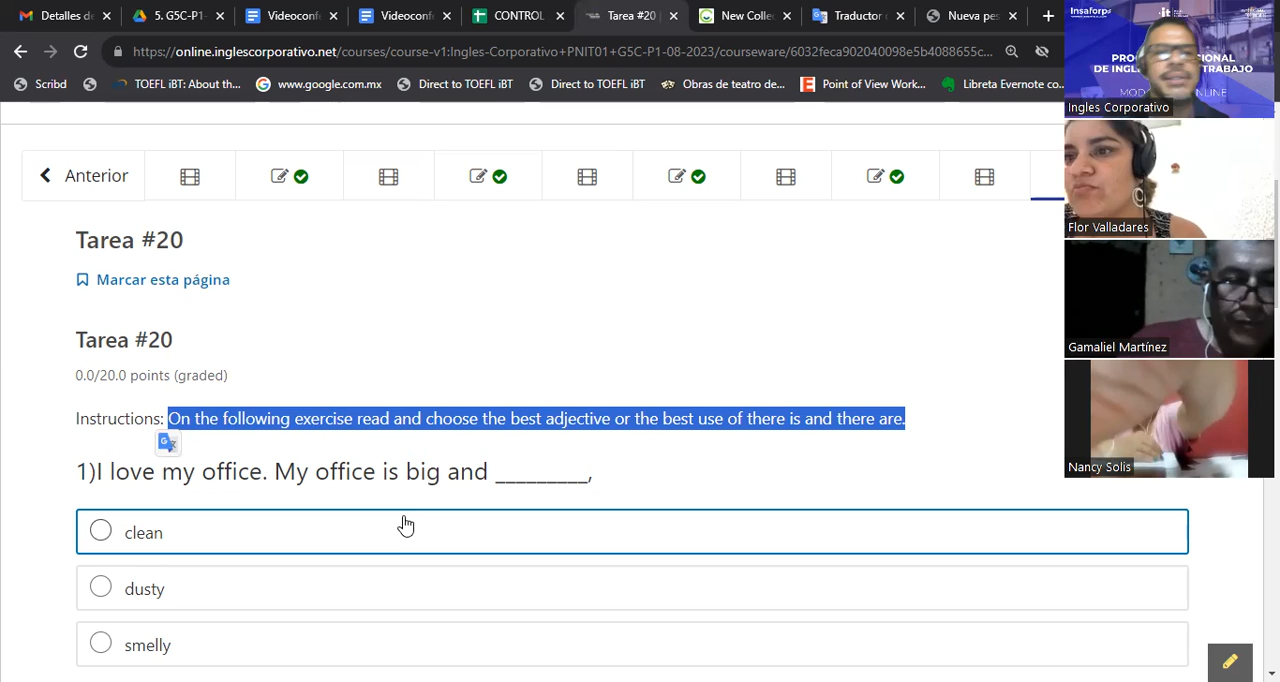 Detalles de
5. G5C-P1-
Videoconf
Videoconf
CONTROL
Tarea #20
New Colle
Traductor
Nueva pes
https://online.inglescorporativo.net/courses/course-v1:Ingles-Corporativo+PNIT01+G5C-P1-08-2023/courseware/6032feca902040098e5b4088655c...
Scribd
TOEFL iBT: About th...
www.google.com.mx
Direct to TOEFL iBT
Direct to TOEFL iBT
Obras de teatro de...
Point of View Work...
Libreta Evernote co...
Insaforp
Ingles Corporativo
Flor Valladares
Gamaliel Martínez
Nancy Solis
Anterior
Tarea #20
Marcar esta página
Tarea #20
0.0/20.0 points (graded)
Instructions: On the following exercise read and choose the best adjective or the best use of there is and there are.
1)I love my office. My office is big and _________,
clean
dusty
smelly